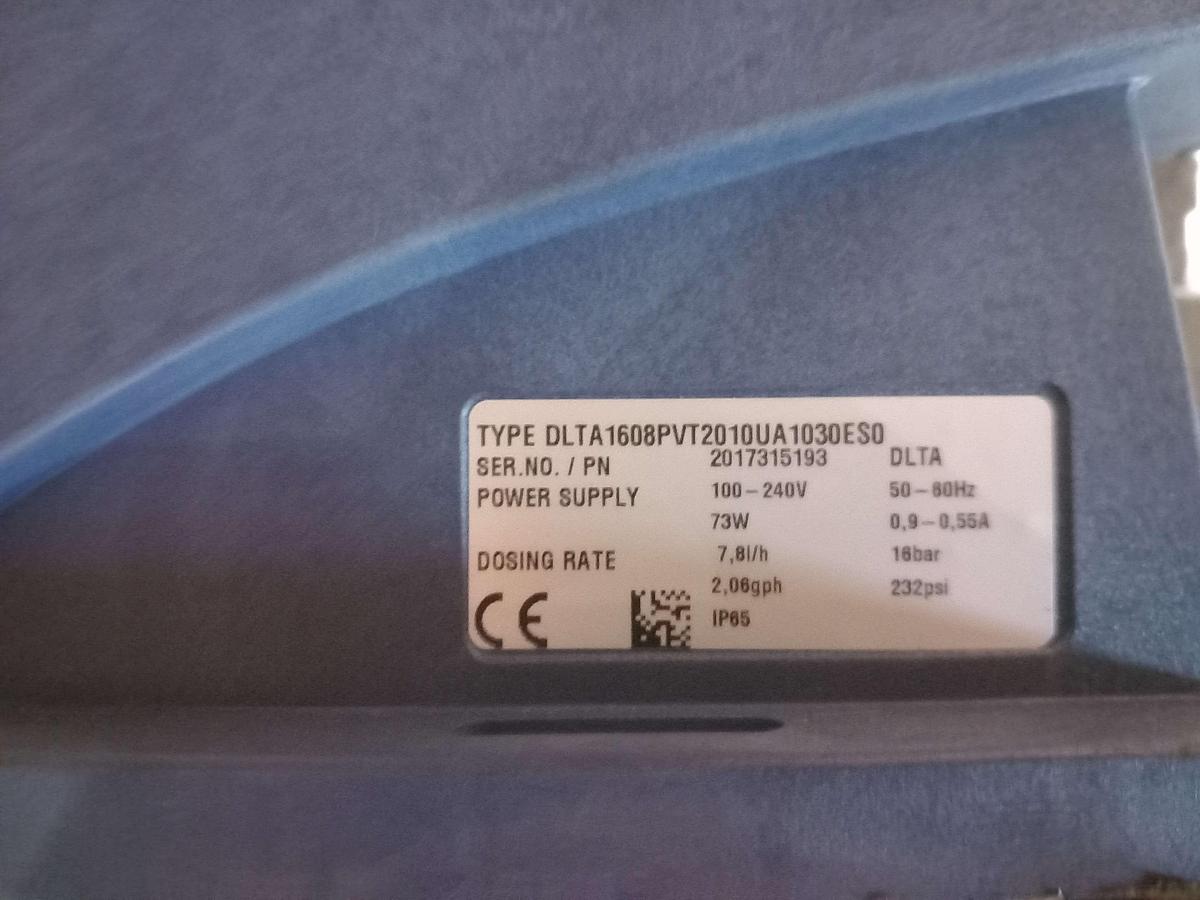 TYPE DLTA1608PVT2010UA1030ES0
SER.NO. / PN 2017315193 DLTA
POWER SUPPLY 100-240V 50-60Hz
73W 0,9-0,55A
DOSING RATE 7,8l/h 16bar
2,06gph 232psi
CE IP65